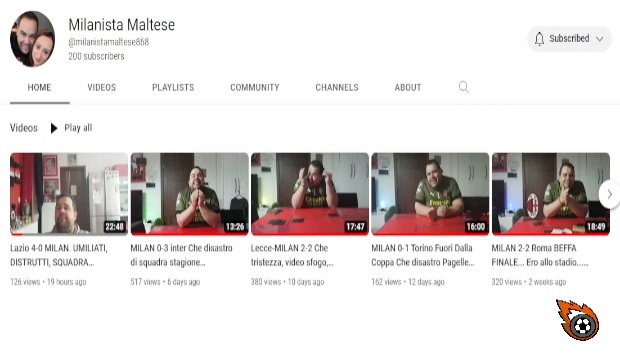 Milanista Maltese
@milanistamaltese868
200 subscribers
Subscribed
HOME VIDEOS PLAYLISTS COMMUNITY CHANNELS ABOUT
Videos Play all
22:48 13:26 17:47 16:00 18:49
Lazio 4-0 MILAN. UMILIATI, DISTRUTTI, SQUADRA...
126 views • 19 hours ago
MILAN 0-3 inter Che disastro di squadra stagione...
517 views • 6 days ago
Lecce-MILAN 2-2 Che tristezza, video sfogo,...
380 views • 10 days ago
MILAN 0-1 Torino Fuori Dalla Coppa Che disastro Pagelle...
162 views • 12 days ago
MILAN 2-2 Roma BEFFA FINALE... Ero allo stadio......
320 views • 2 weeks ago